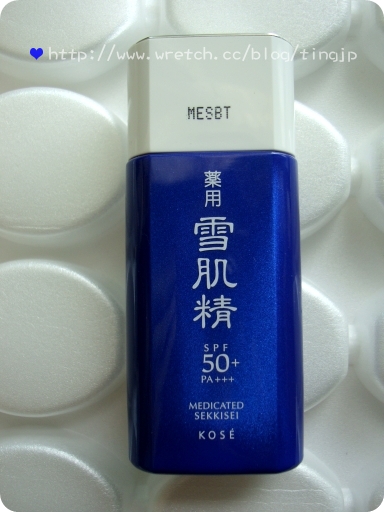 ♥http://www.wretch.cc/blog/tingjp
MESBT
薬用
雪肌精
SPF
50+
PA+++
MEDICATED
SEKKISEI
KOSÉ